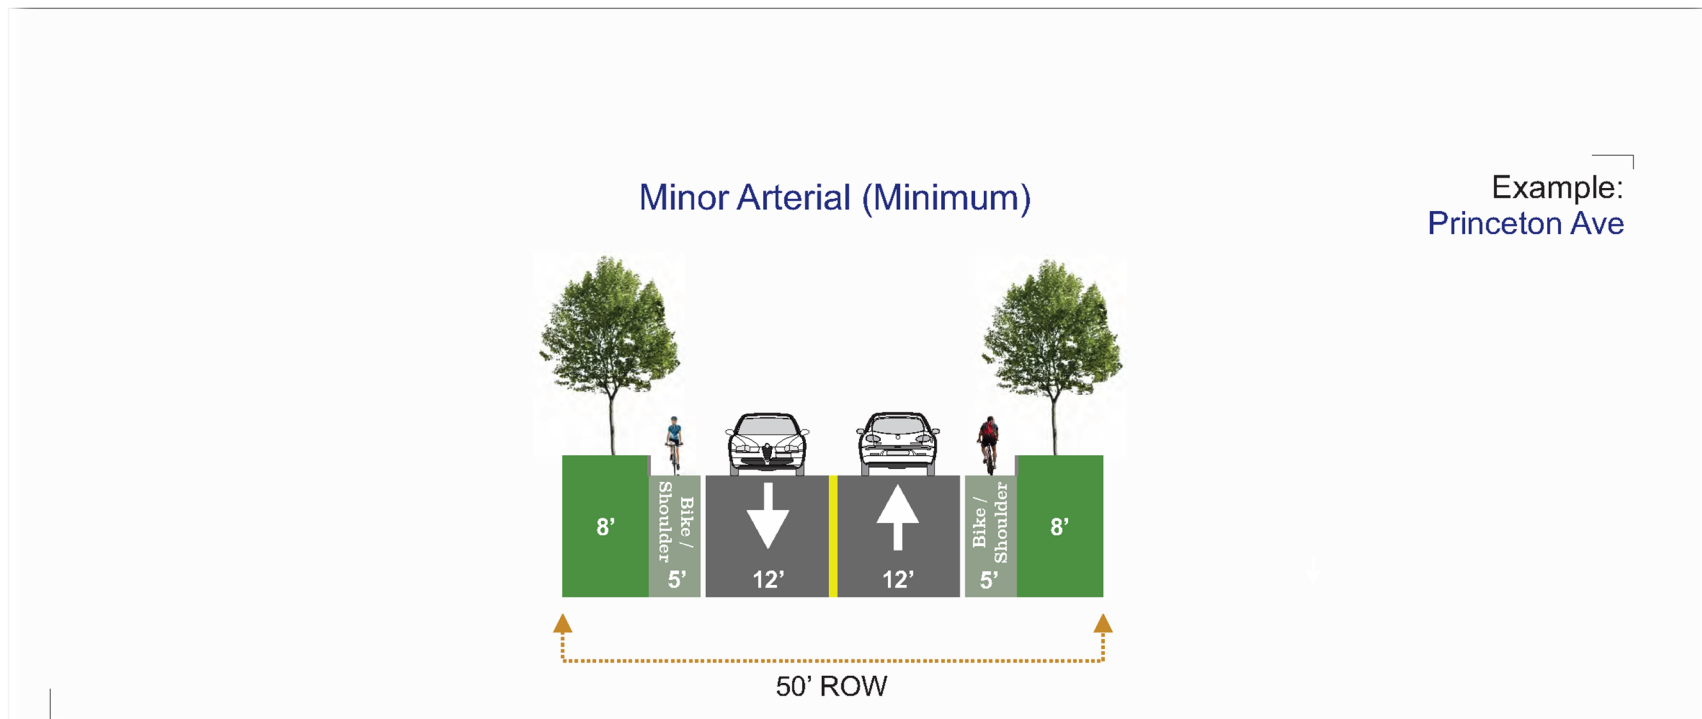 Minor Arterial (Minimum)
Example:
Princeton Ave
8’
Bike /
Shoulder
5’
12’
12’
Bike /
Shoulder
5’
8’
50’ ROW